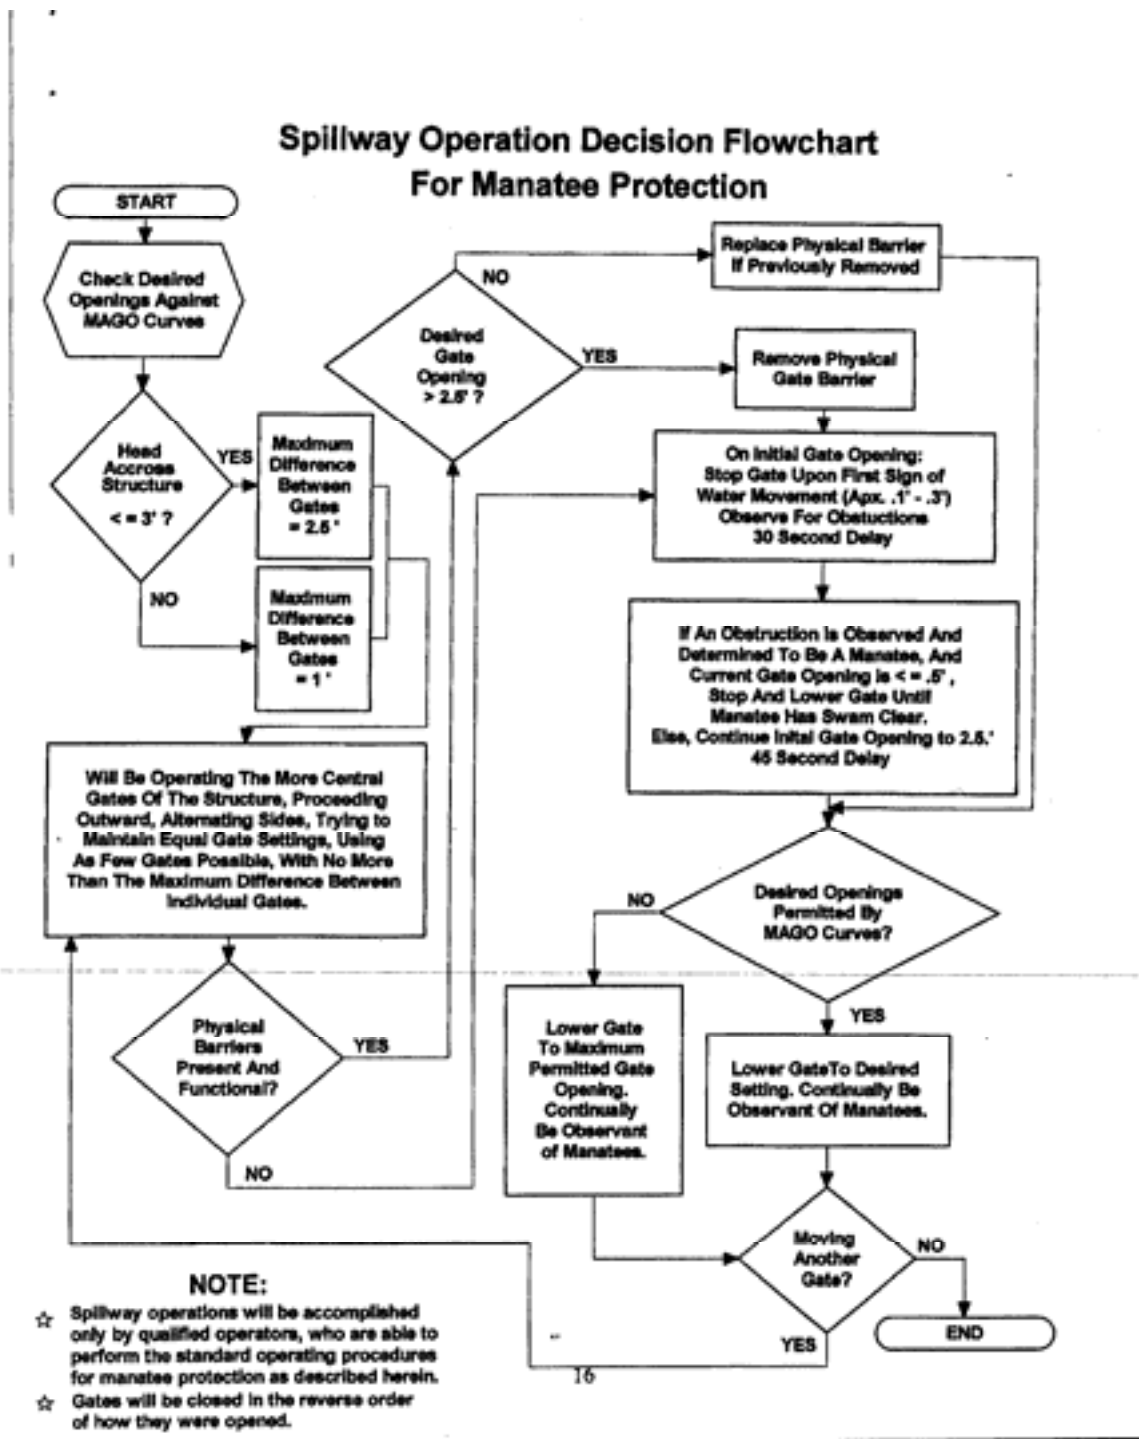 Spillway Operation Decision Flowchart
For Manatee Protection
START
Check Desired
Openings Against
MAGO Curves
Head
Accross
Structure
< = 3' ?
YES
NO
Maximum
Difference
Between
Gates
= 2.5 '
Maximum
Difference
Between
Gates
= 1 '
Will Be Operating The More Central
Gates Of The Structure, Proceeding
Outward, Alternating Sides, Trying to
Maintain Equal Gate Settings, Using
As Few Gates Possible, With No More
Than The Maximum Difference Between
Individual Gates.
Physical
Barriers
Present And
Functional?
YES
NO
Desired
Gate
Opening
> 2.5' ?
NO
YES
Replace Physical Barrier
If Previously Removed
Remove Physical
Gate Barrier
On Initial Gate Opening:
Stop Gate Upon First Sign of
Water Movement (Apx. .1' - .3')
Observe For Obstuctions
30 Second Delay
If An Obstruction Is Observed And
Determined To Be A Manatee, And
Current Gate Opening is < = .5' ,
Stop And Lower Gate Until
Manatee Has Swam Clear.
Else, Continue Inital Gate Opening to 2.5.'
45 Second Delay
Desired Openings
Permitted By
MAGO Curves?
NO
YES
Lower Gate
To Maximum
Permitted Gate
Opening.
Continually
Be Observant
of Manatees.
Lower GateTo Desired
Setting. Continually Be
Observant Of Manatees.
Moving
Another
Gate?
NO
YES
END
NOTE:
☆ Spillway operations will be accomplished
only by qualified operators, who are able to
perform the standard operating procedures
for manatee protection as described herein.
☆ Gates will be closed in the reverse order
of how they were opened.
16